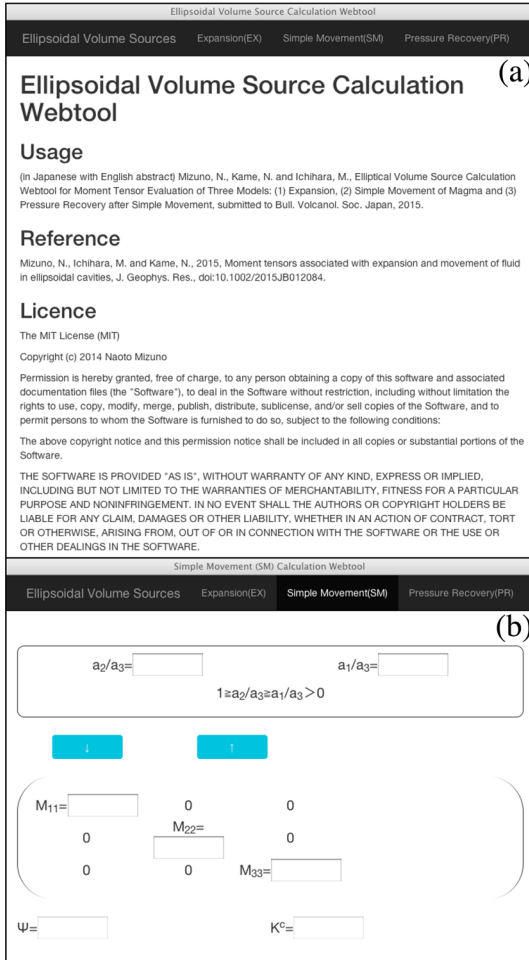 Ellipsoidal Volume Source Calculation Webtool
Ellipsoidal Volume Sources Expansion(EX) Simple Movement(SM) Pressure Recovery(PR)
(a)
Ellipsoidal Volume Source Calculation
Webtool
Usage
(in Japanese with English abstract) Mizuno, N., Kame, N. and Ichihara, M., Elliptical Volume Source Calculation
Webtool for Moment Tensor Evaluation of Three Models: (1) Expansion, (2) Simple Movement of Magma and (3)
Pressure Recovery after Simple Movement, submitted to Bull. Volcanol. Soc. Japan, 2015.
Reference
Mizuno, N., Ichihara, M. and Kame, N., 2015, Moment tensors associated with expansion and movement of fluid
in ellipsoidal cavities, J. Geophys. Res., doi:10.1002/2015JB012084.
Licence
The MIT License (MIT)
Copyright (c) 2014 Naoto Mizuno
Permission is hereby granted, free of charge, to any person obtaining a copy of this software and associated
documentation files (the "Software"), to deal in the Software without restriction, including without limitation the
rights to use, copy, modify, merge, publish, distribute, sublicense, and/or sell copies of the Software, and to
permit persons to whom the Software is furnished to do so, subject to the following conditions:
The above copyright notice and this permission notice shall be included in all copies or substantial portions of the
Software.
THE SOFTWARE IS PROVIDED "AS IS", WITHOUT WARRANTY OF ANY KIND, EXPRESS OR IMPLIED,
INCLUDING BUT NOT LIMITED TO THE WARRANTIES OF MERCHANTABILITY, FITNESS FOR A PARTICULAR
PURPOSE AND NONINFRINGEMENT. IN NO EVENT SHALL THE AUTHORS OR COPYRIGHT HOLDERS BE
LIABLE FOR ANY CLAIM, DAMAGES OR OTHER LIABILITY, WHETHER IN AN ACTION OF CONTRACT, TORT
OR OTHERWISE, ARISING FROM, OUT OF OR IN CONNECTION WITH THE SOFTWARE OR THE USE OR
OTHER DEALINGS IN THE SOFTWARE.
Simple Movement (SM) Calculation Webtool
Ellipsoidal Volume Sources Expansion(EX) Simple Movement(SM) Pressure Recovery(PR)
(b)
a₂/a₃= a₁/a₃=
1≧a₂/a₃≧a₁/a₃＞0
↓ ↑
M₁₁= 0 0
0 M₂₂= 0
0 0 M₃₃=
Ψ= Kᶜ=